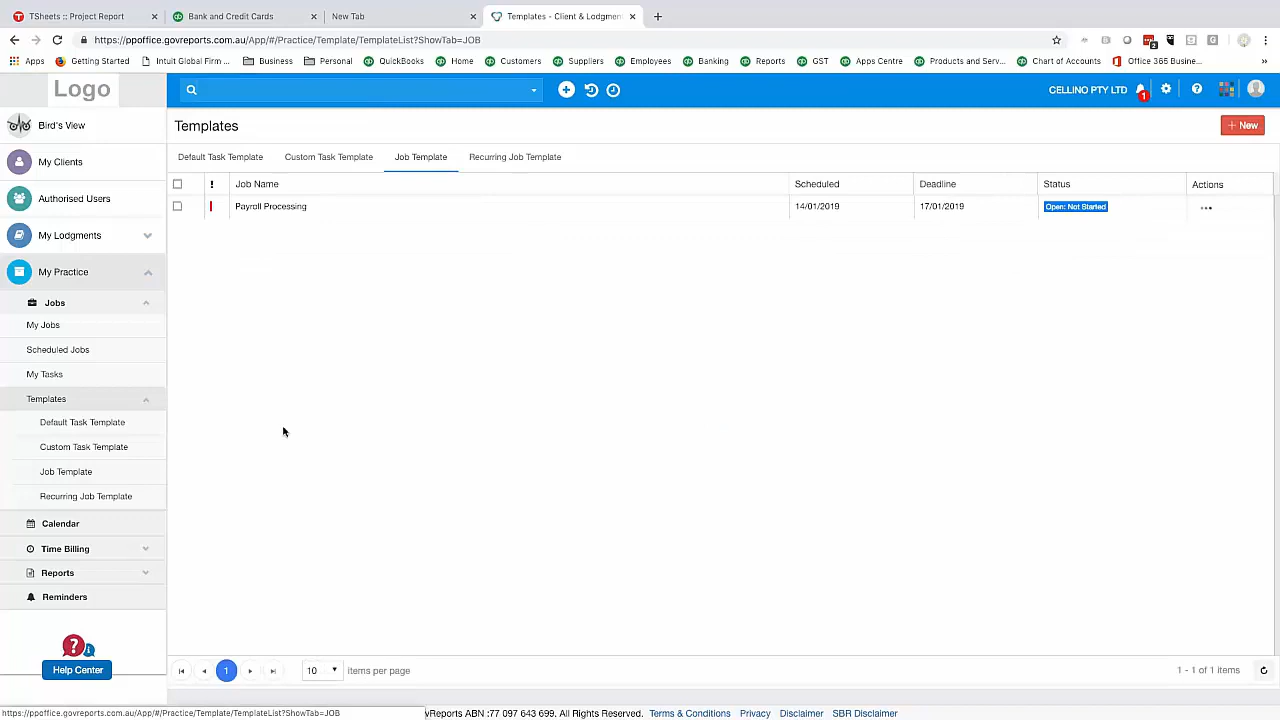 TSheets :: Project Report
Bank and Credit Cards
New Tab
Templates - Client & Lodgmen
https://ppoffice.govreports.com.au/App/#/Practice/Template/TemplateList?ShowTab=JOB
2
Apps
Getting Started
Intuit Global Firm ...
Business
Personal
QuickBooks
Home
Customers
Suppliers
Employees
Banking
Reports
GST
Apps Centre
Products and Serv...
Chart of Accounts
Office 365 Busine...
Logo
CELLINO PTY LTD
1
Bird's View
My Clients
Authorised Users
My Lodgments
My Practice
Jobs
My Jobs
Scheduled Jobs
My Tasks
Templates
Default Task Template
Custom Task Template
Job Template
Recurring Job Template
Calendar
Time Billing
Reports
Reminders
Help Center
Templates
+ New
Default Task Template
Custom Task Template
Job Template
Recurring Job Template
! Job Name Scheduled Deadline Status Actions
Payroll Processing 14/01/2019 17/01/2019 Open: Not Started ...
1
10
items per page
1 - 1 of 1 items
https://ppoffice.govreports.com.au/App/#/Practice/Template/TemplateList?ShowTab=JOB
vReports ABN :77 097 643 699. All Rights Reserved. Terms & Conditions Privacy Disclaimer SBR Disclaimer